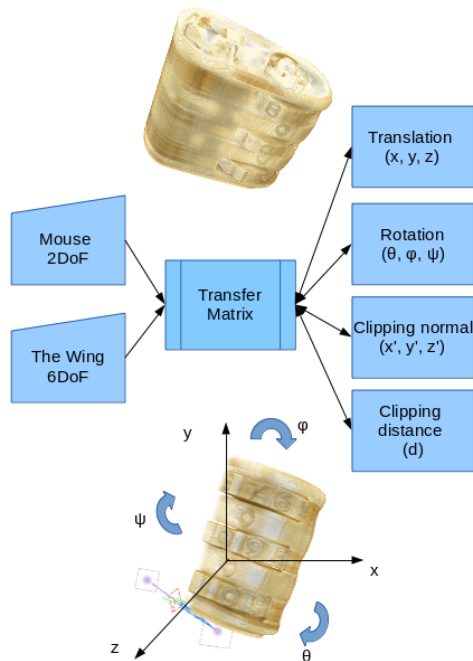 Translation
(x, y, z)
Mouse
2DoF
Rotation
(θ, φ, ψ)
Transfer
Matrix
The Wing
6DoF
Clipping normal
(x', y', z')
Clipping
distance
(d)
y
φ
ψ
x
z
θ